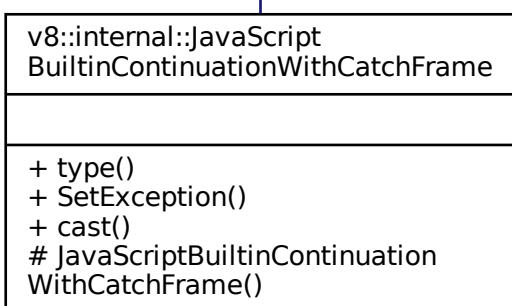 v8::internal::JavaScript
BuiltinContinuationWithCatchFrame
+ type()
+ SetException()
+ cast()
# JavaScriptBuiltinContinuation
WithCatchFrame()